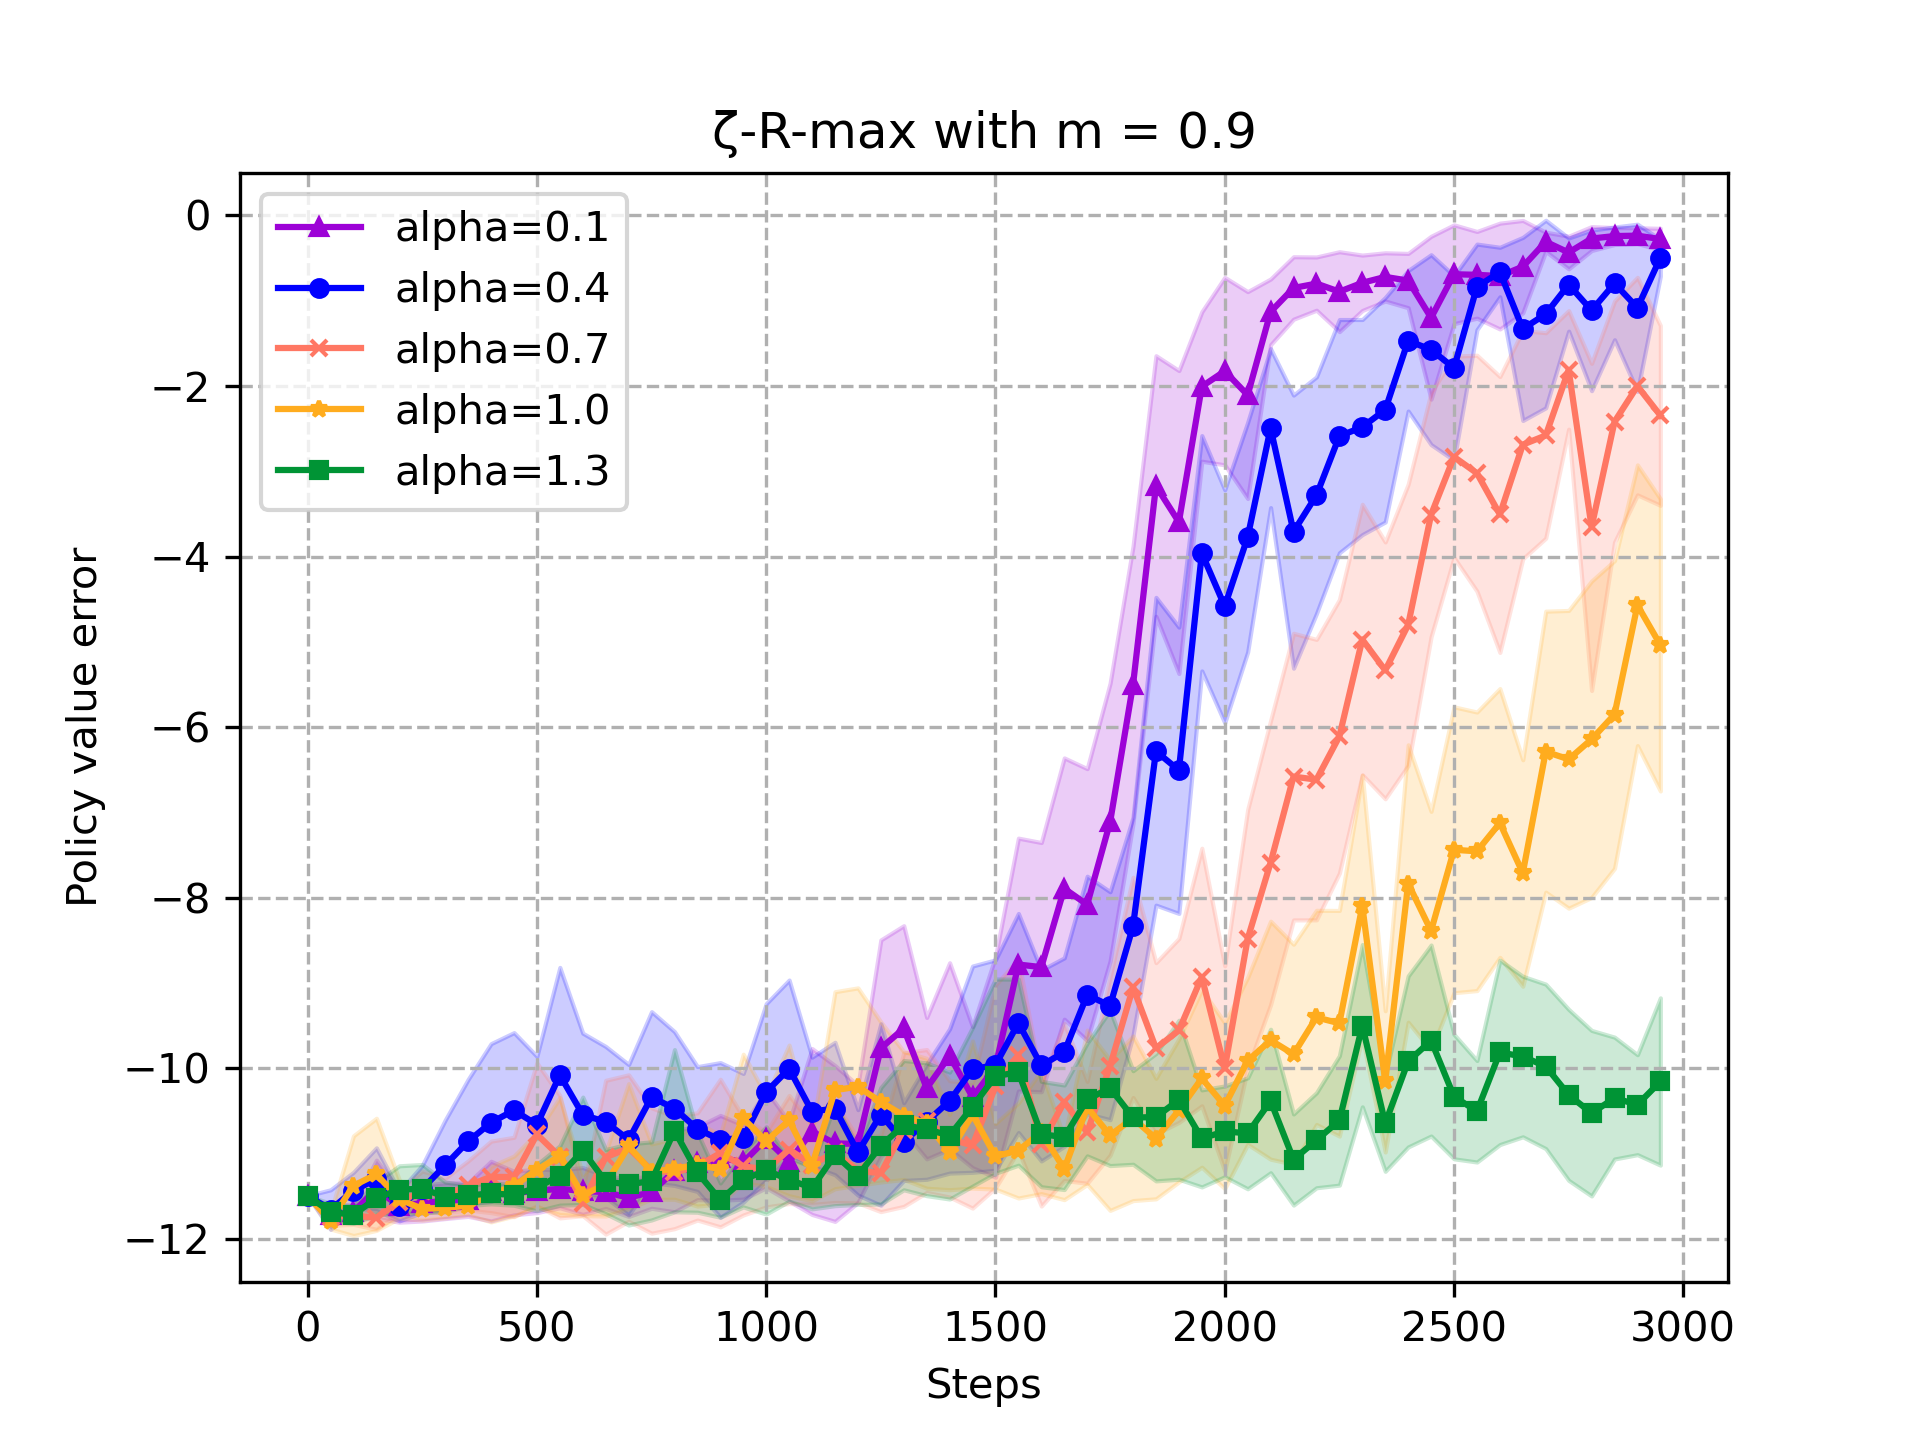 ζ-R-max with m = 0.9
alpha=0.1
alpha=0.4
alpha=0.7
alpha=1.0
alpha=1.3
Policy value error
0
−2
−4
−6
−8
−10
−12
0 500 1000 1500 2000 2500 3000
Steps